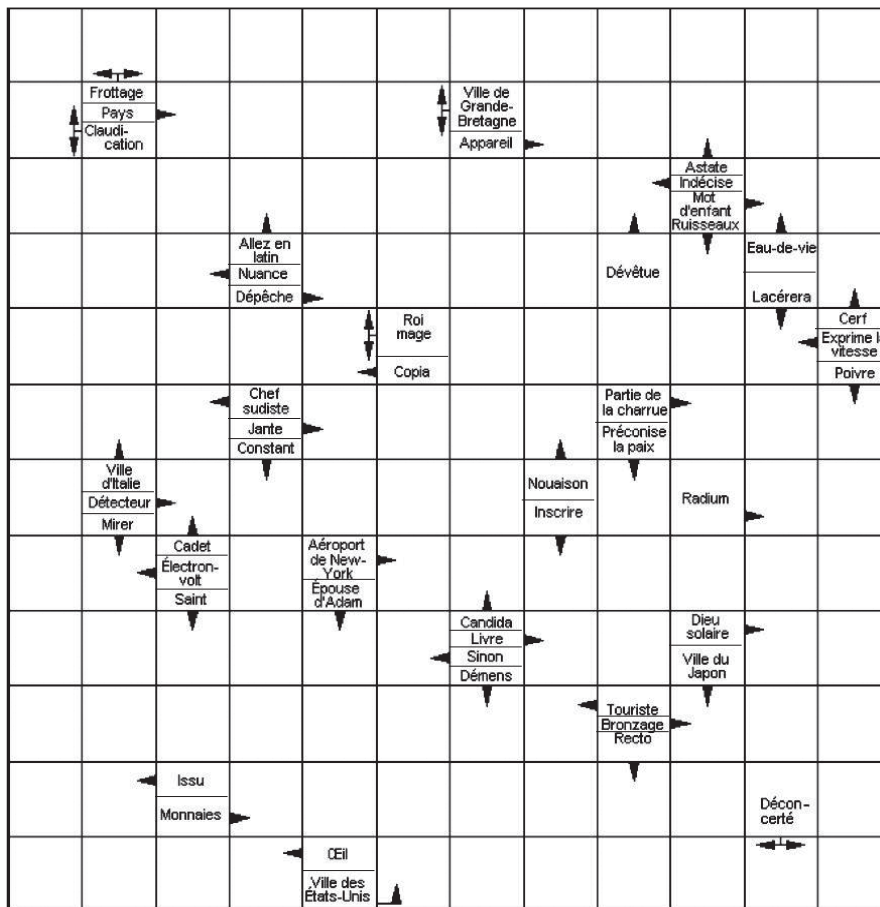 Frottage
Pays
Claudi-
cation
Ville de
Grande-
Bretagne
Appareil
Astate
Indécise
Mot
d'enfant
Ruisseaux
Allez en
latin
Nuance
Dépêche
Dévêtue
Eau-de-vie
Lacérera
Roi
mage
Copia
Cerf
Exprime la
vitesse
Poivre
Chef
sudiste
Jante
Constant
Partie de
la charrue
Préconise
la paix
Ville
d'Italie
Détecteur
Mirer
Nouaison
Inscrire
Radium
Cadet
Électron-
volt
Saint
Aéroport
de New-
York
Épouse
d'Adam
Candida
Livre
Sinon
Démens
Dieu
solaire
Ville du
Japon
Touriste
Bronzage
Recto
Issu
Monnaies
Décon-
certé
Œil
Ville des
États-Unis